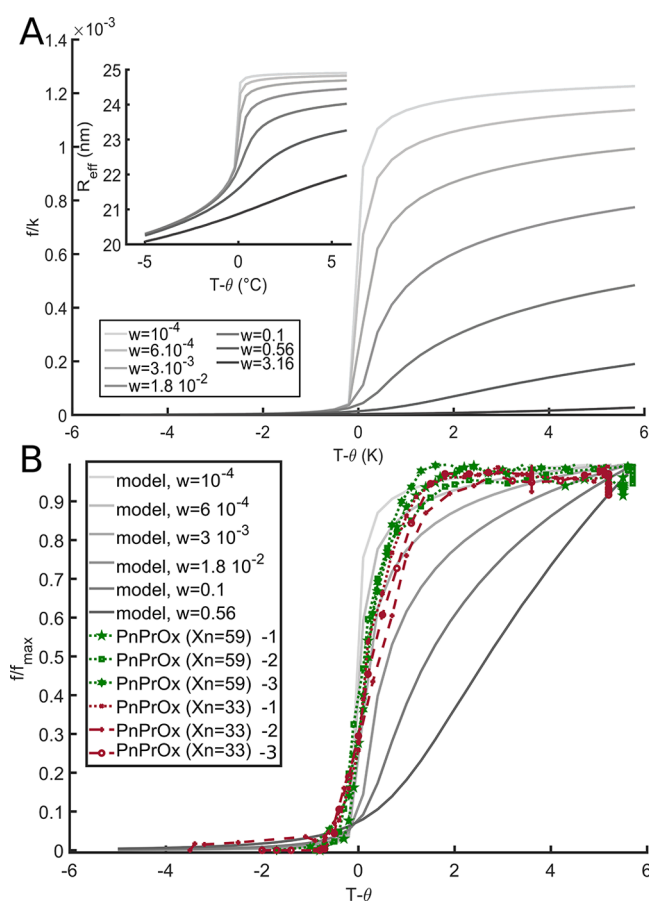 A
×10⁻³
1.4
1.2
1
0.8
0.6
0.4
0.2
0
f/k
-6
-4
-2
0
2
4
6
T-θ (K)
25
24
23
22
21
20
R_eff (nm)
-5
0
5
T-θ (°C)
w=10⁻⁴
w=6.10⁻⁴
w=3.10⁻³
w=1.8 10⁻²
w=0.1
w=0.56
w=3.16
B
0.9
0.8
0.7
0.6
0.5
0.4
0.3
0.2
0.1
0
f/f_max
model, w=10⁻⁴
model, w=6 10⁻⁴
model, w=3 10⁻³
model, w=1.8 10⁻²
model, w=0.1
model, w=0.56
PnPrOx (Xn=59) -1
PnPrOx (Xn=59) -2
PnPrOx (Xn=59) -3
PnPrOx (Xn=33) -1
PnPrOx (Xn=33) -2
PnPrOx (Xn=33) -3
-6
-4
-2
0
2
4
6
T-θ